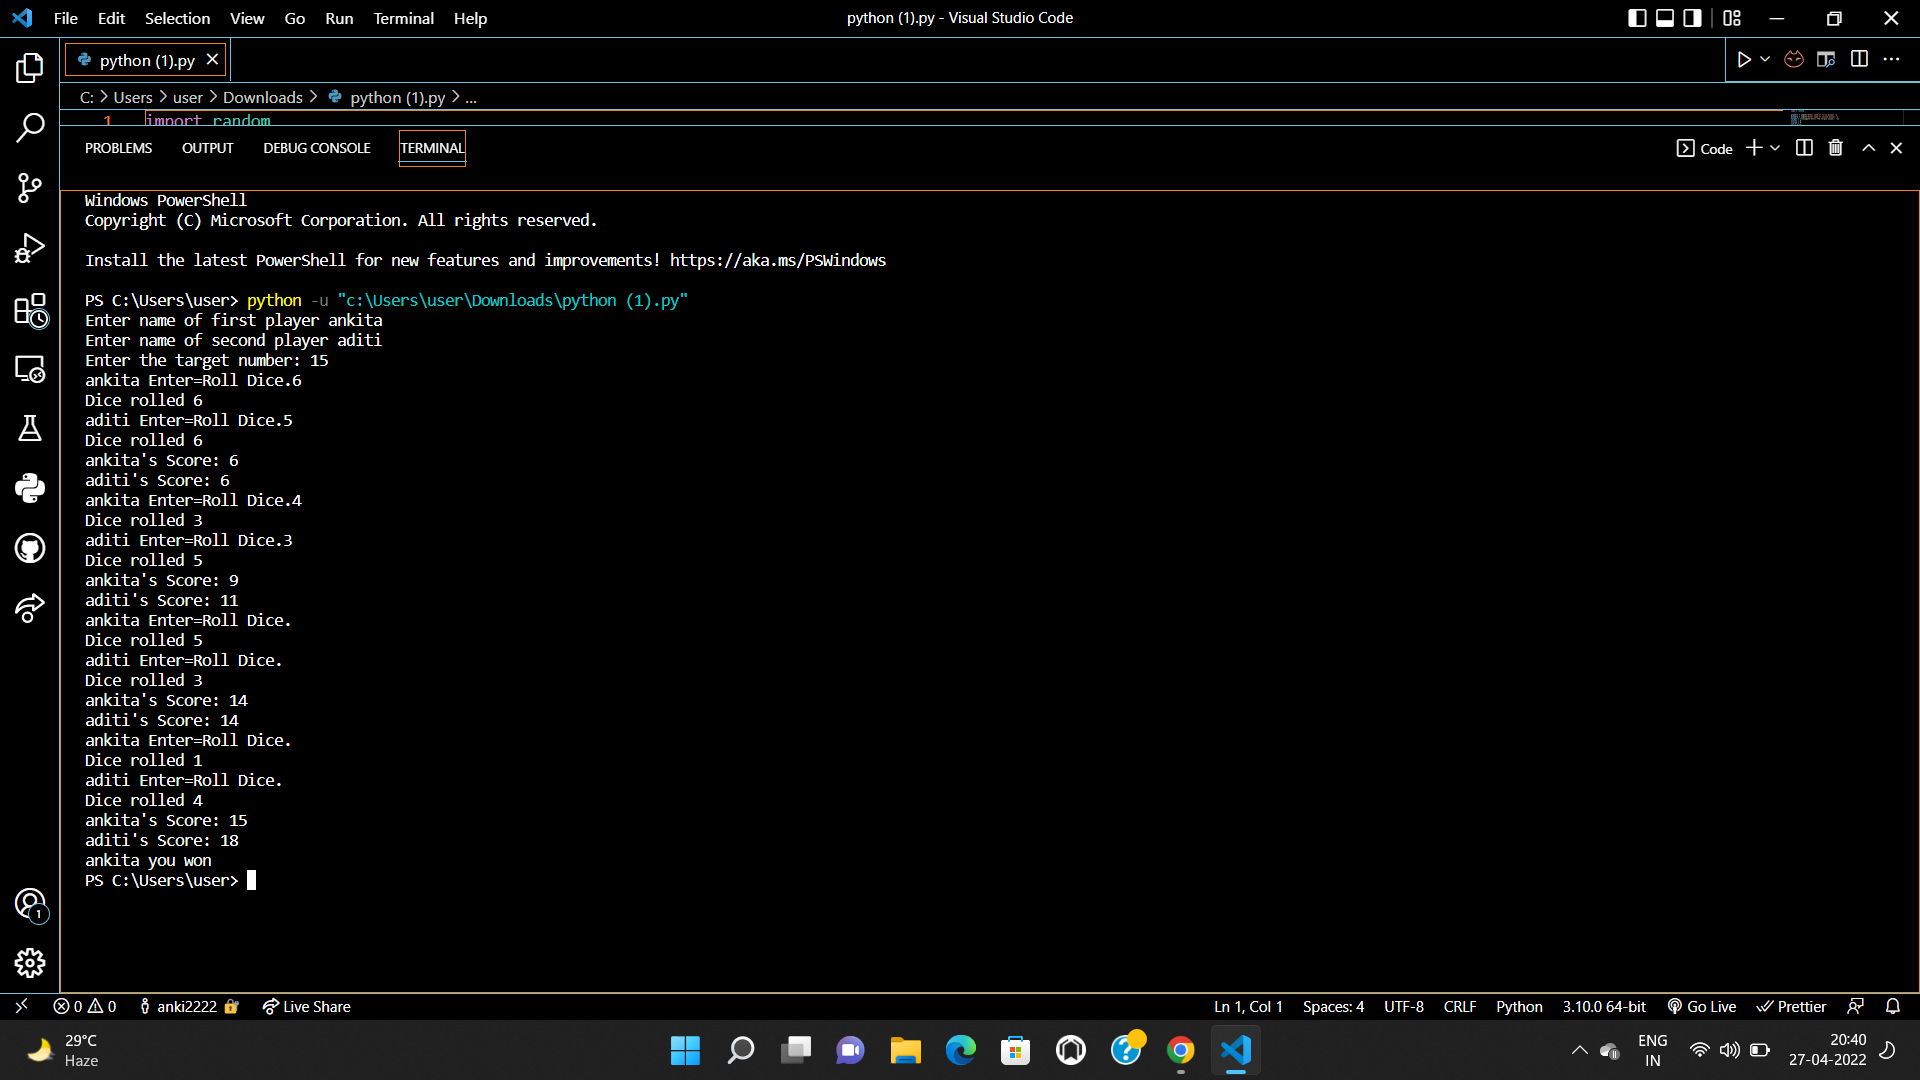 File Edit Selection View Go Run Terminal Help
python (1).py - Visual Studio Code
python (1).py
C: > Users > user > Downloads > python (1).py > ...
1 import random
PROBLEMS OUTPUT DEBUG CONSOLE TERMINAL
Code
Windows PowerShell
Copyright (C) Microsoft Corporation. All rights reserved.
Install the latest PowerShell for new features and improvements! https://aka.ms/PSWindows
PS C:\Users\user> python -u "c:\Users\user\Downloads\python (1).py"
Enter name of first player ankita
Enter name of second player aditi
Enter the target number: 15
ankita Enter=Roll Dice.6
Dice rolled 6
aditi Enter=Roll Dice.5
Dice rolled 6
ankita's Score: 6
aditi's Score: 6
ankita Enter=Roll Dice.4
Dice rolled 3
aditi Enter=Roll Dice.3
Dice rolled 5
ankita's Score: 9
aditi's Score: 11
ankita Enter=Roll Dice.
Dice rolled 5
aditi Enter=Roll Dice.
Dice rolled 3
ankita's Score: 14
aditi's Score: 14
ankita Enter=Roll Dice.
Dice rolled 1
aditi Enter=Roll Dice.
Dice rolled 4
ankita's Score: 15
aditi's Score: 18
ankita you won
PS C:\Users\user>
1
0 0 anki2222 Live Share
Ln 1, Col 1 Spaces: 4 UTF-8 CRLF Python 3.10.0 64-bit Go Live Prettier
29°C
Haze
ENG
IN
20:40
27-04-2022